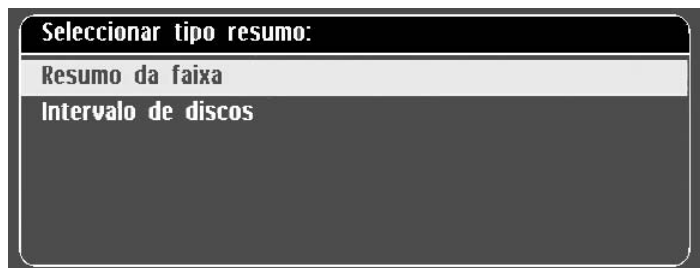 Seleccionar tipo resumo:
Resumo da faixa
Intervalo de discos